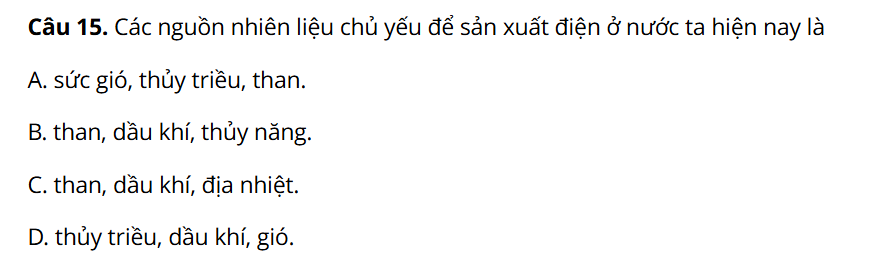 Câu 15. Các nguồn nhiên liệu chủ yếu để sản xuất điện ở nước ta hiện nay là
A. sức gió, thủy triều, than.
B. than, dầu khí, thủy năng.
C. than, dầu khí, địa nhiệt.
D. thủy triều, dầu khí, gió.